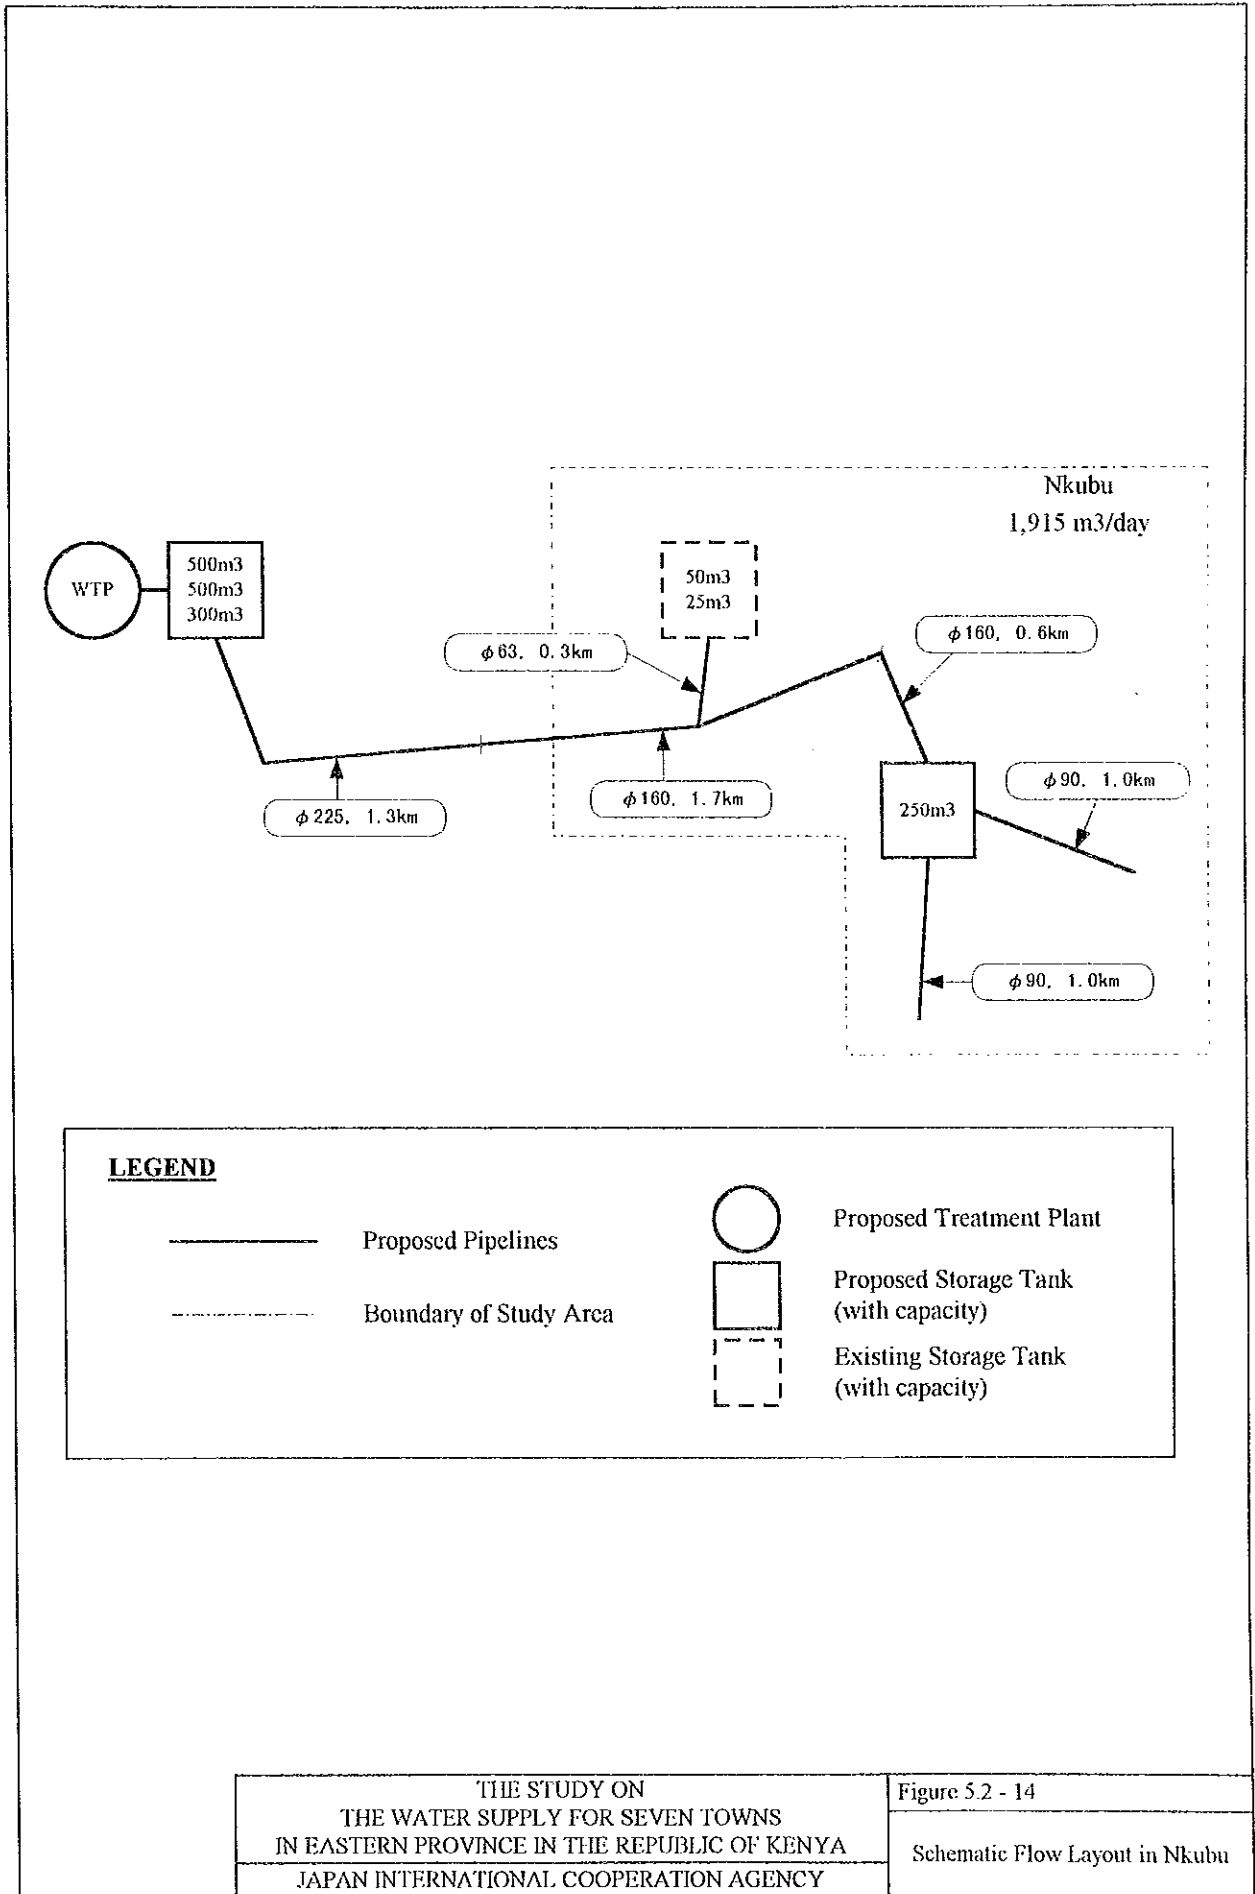 Nkubu
1,915 m3/day
WTP
500m3
500m3
300m3
50m3
25m3
φ63, 0.3km
φ160, 0.6km
φ225, 1.3km
φ160, 1.7km
250m3
φ90, 1.0km
φ90, 1.0km
LEGEND
Proposed Pipelines
Boundary of Study Area
Proposed Treatment Plant
Proposed Storage Tank
(with capacity)
Existing Storage Tank
(with capacity)
THE STUDY ON
THE WATER SUPPLY FOR SEVEN TOWNS
IN EASTERN PROVINCE IN THE REPUBLIC OF KENYA
JAPAN INTERNATIONAL COOPERATION AGENCY
Figure 5.2 - 14
Schematic Flow Layout in Nkubu